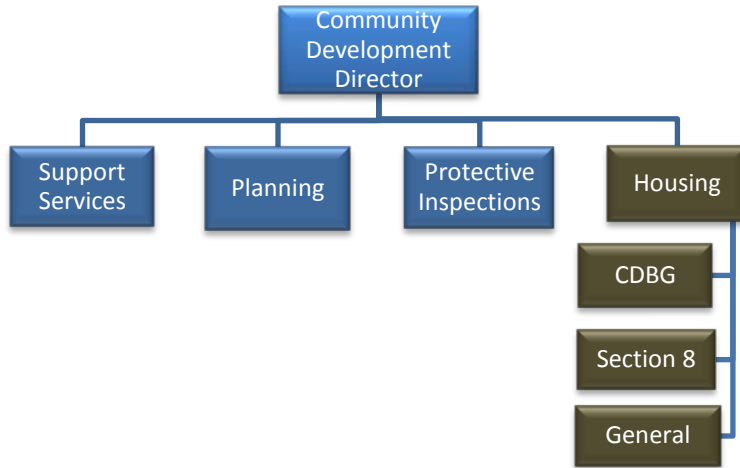 Community
Development
Director
Support
Services
Planning
Protective
Inspections
Housing
CDBG
Section 8
General